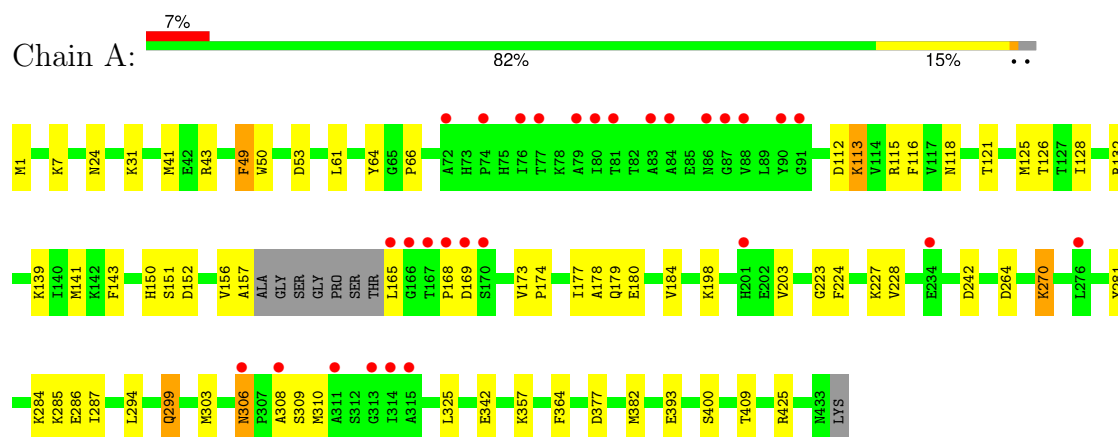 7%
Chain A:
82% 15% • •
M1 K7 N24 K31 M41 E42 R43 F49 W50 D53 L61 Y64 G65 P66 A72 H73 P74 H75 I76 T77 K78 A79 I80 T81 T82 A83 A84 E85 N86 G87 V88 L89 Y90 G91 D112 K113 V114 R115 F116 V117 N118 T121 M125 T126 T127 I128 R132
K139 I140 M141 K142 F143 H150 S151 D152 V156 A157 ALA GLY SER GLY PRO SER THR L165 G166 T167 P168 D169 S170 V173 P174 I177 A178 Q179 E180 V184 K198 H201 E202 V203 G223 F224 K227 V228 E234 D242 D264 K270 L276 Y281
K284 K285 E286 I287 L294 Q299 M303 N306 P307 A308 S309 M310 A311 S312 G313 I314 A315 L325 E342 K357 F364 D377 M382 E393 S400 T409 R425 N433 LYS